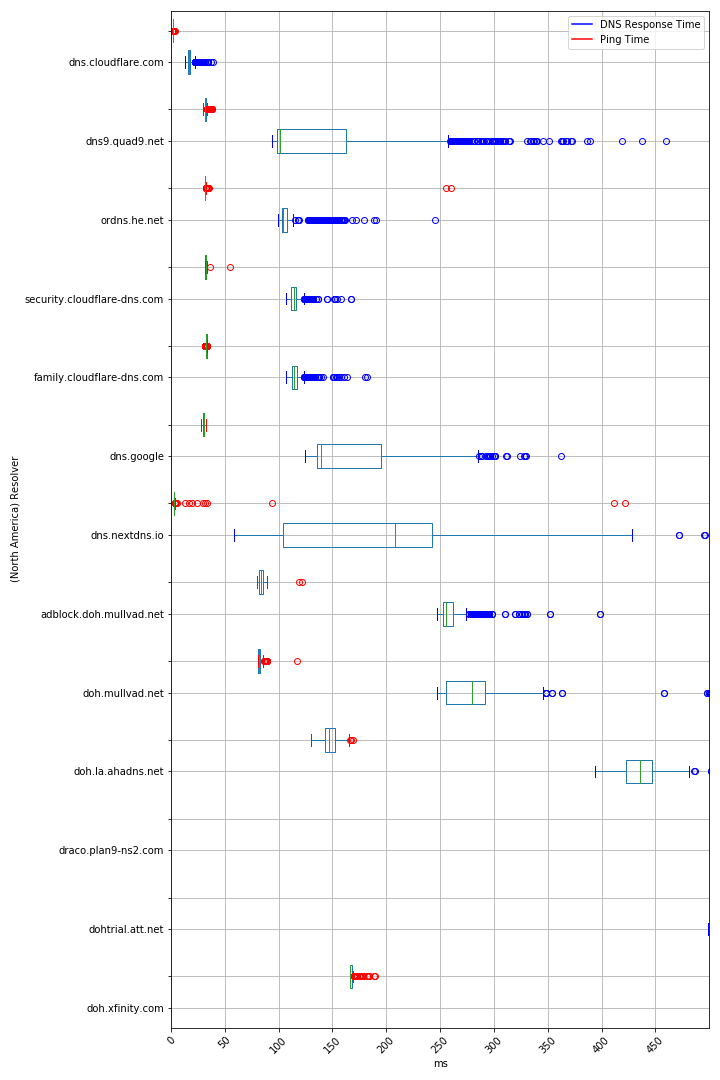 DNS Response Time
Ping Time
dns.cloudflare.com
dns9.quad9.net
ordns.he.net
security.cloudflare-dns.com
family.cloudflare-dns.com
dns.google
dns.nextdns.io
adblock.doh.mullvad.net
doh.mullvad.net
doh.la.ahadns.net
draco.plan9-ns2.com
dohtrial.att.net
doh.xfinity.com
(North America) Resolver
0 50 100 150 200 250 300 350 400 450
ms